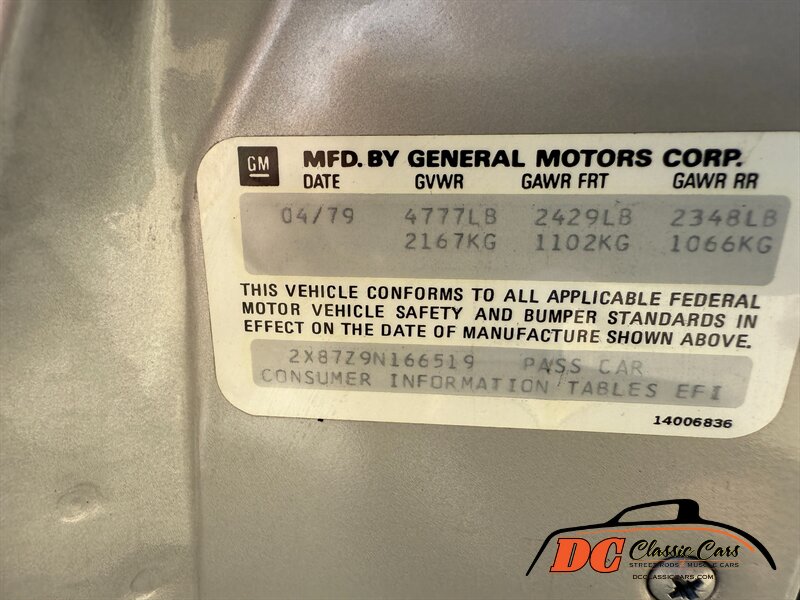 GM MFD. BY GENERAL MOTORS CORP.
DATE GVWR GAWR FRT GAWR RR
04/79 4777LB 2429LB 2348LB
2167KG 1102KG 1066KG
THIS VEHICLE CONFORMS TO ALL APPLICABLE FEDERAL
MOTOR VEHICLE SAFETY AND BUMPER STANDARDS IN
EFFECT ON THE DATE OF MANUFACTURE SHOWN ABOVE.
2X87Z9N166519 PASS CAR
CONSUMER INFORMATION TABLES EFI
14006836
DC Classic Cars
STREET RODS & MUSCLE CARS
DCCLASSICCARS.COM